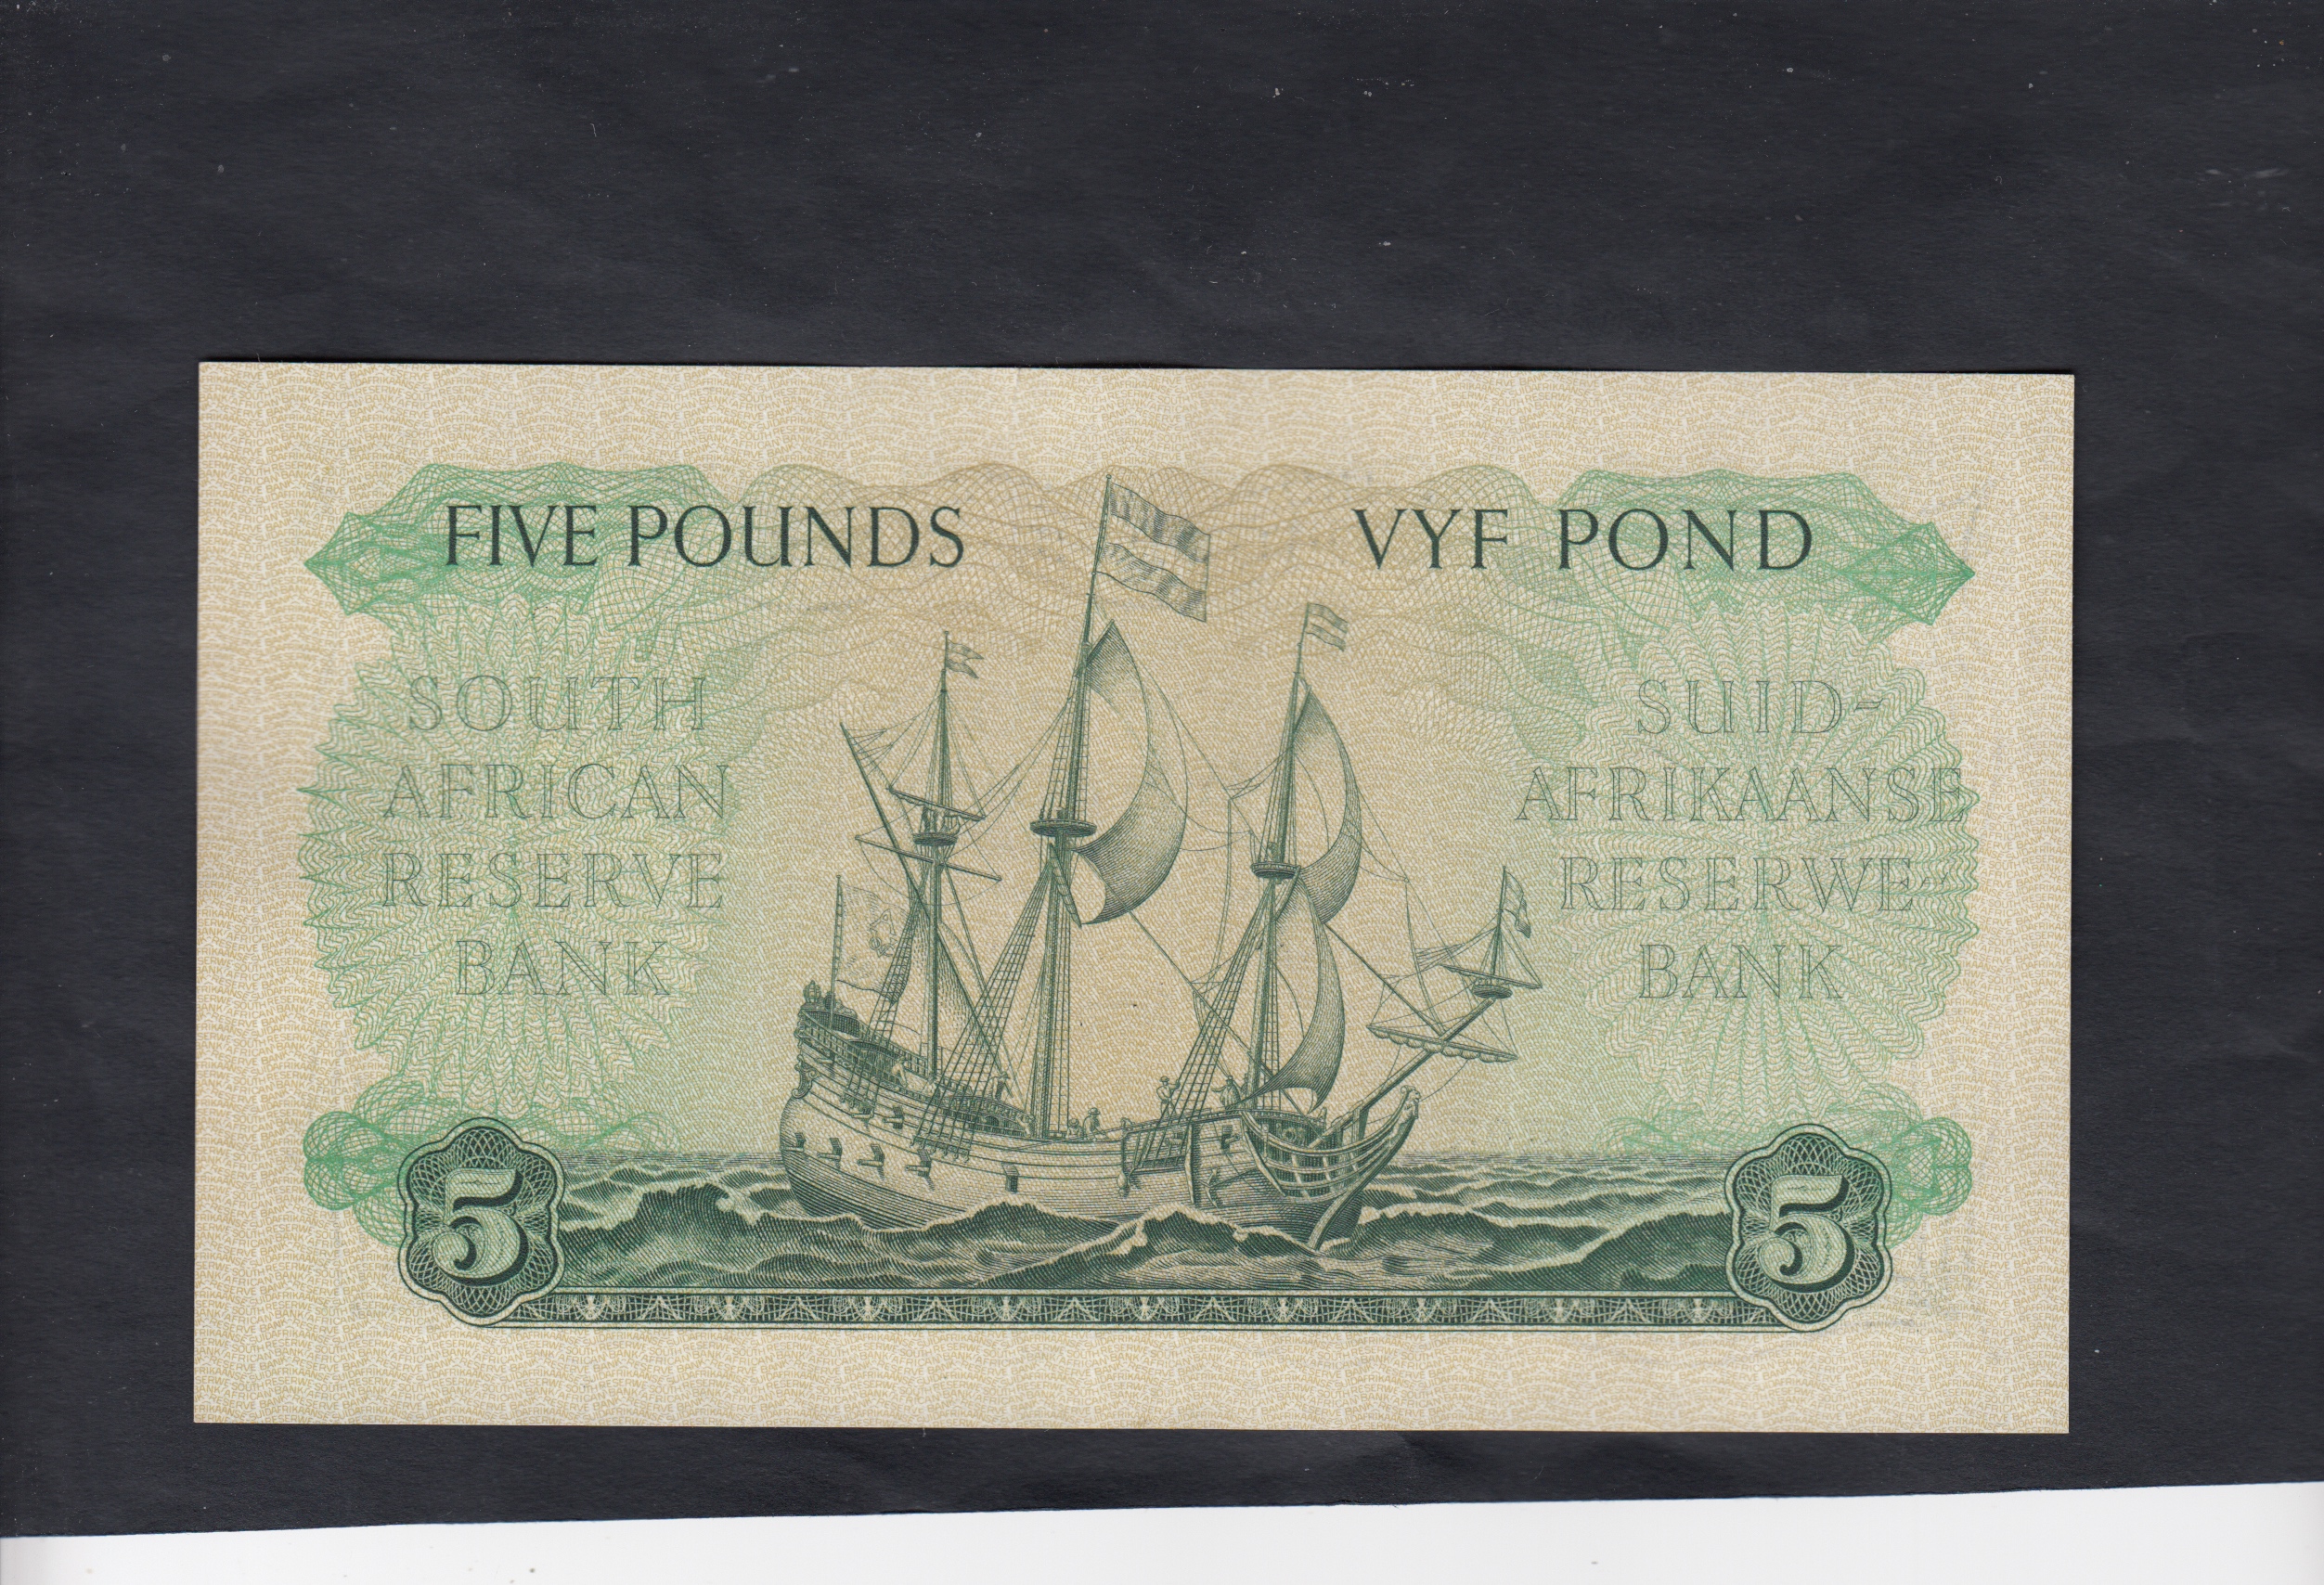 FIVE POUNDS
VYF POND
SOUTH
AFRICAN
RESERVE
BANK
SUID-
AFRIKAANSE
RESERWE-
BANK
5
5